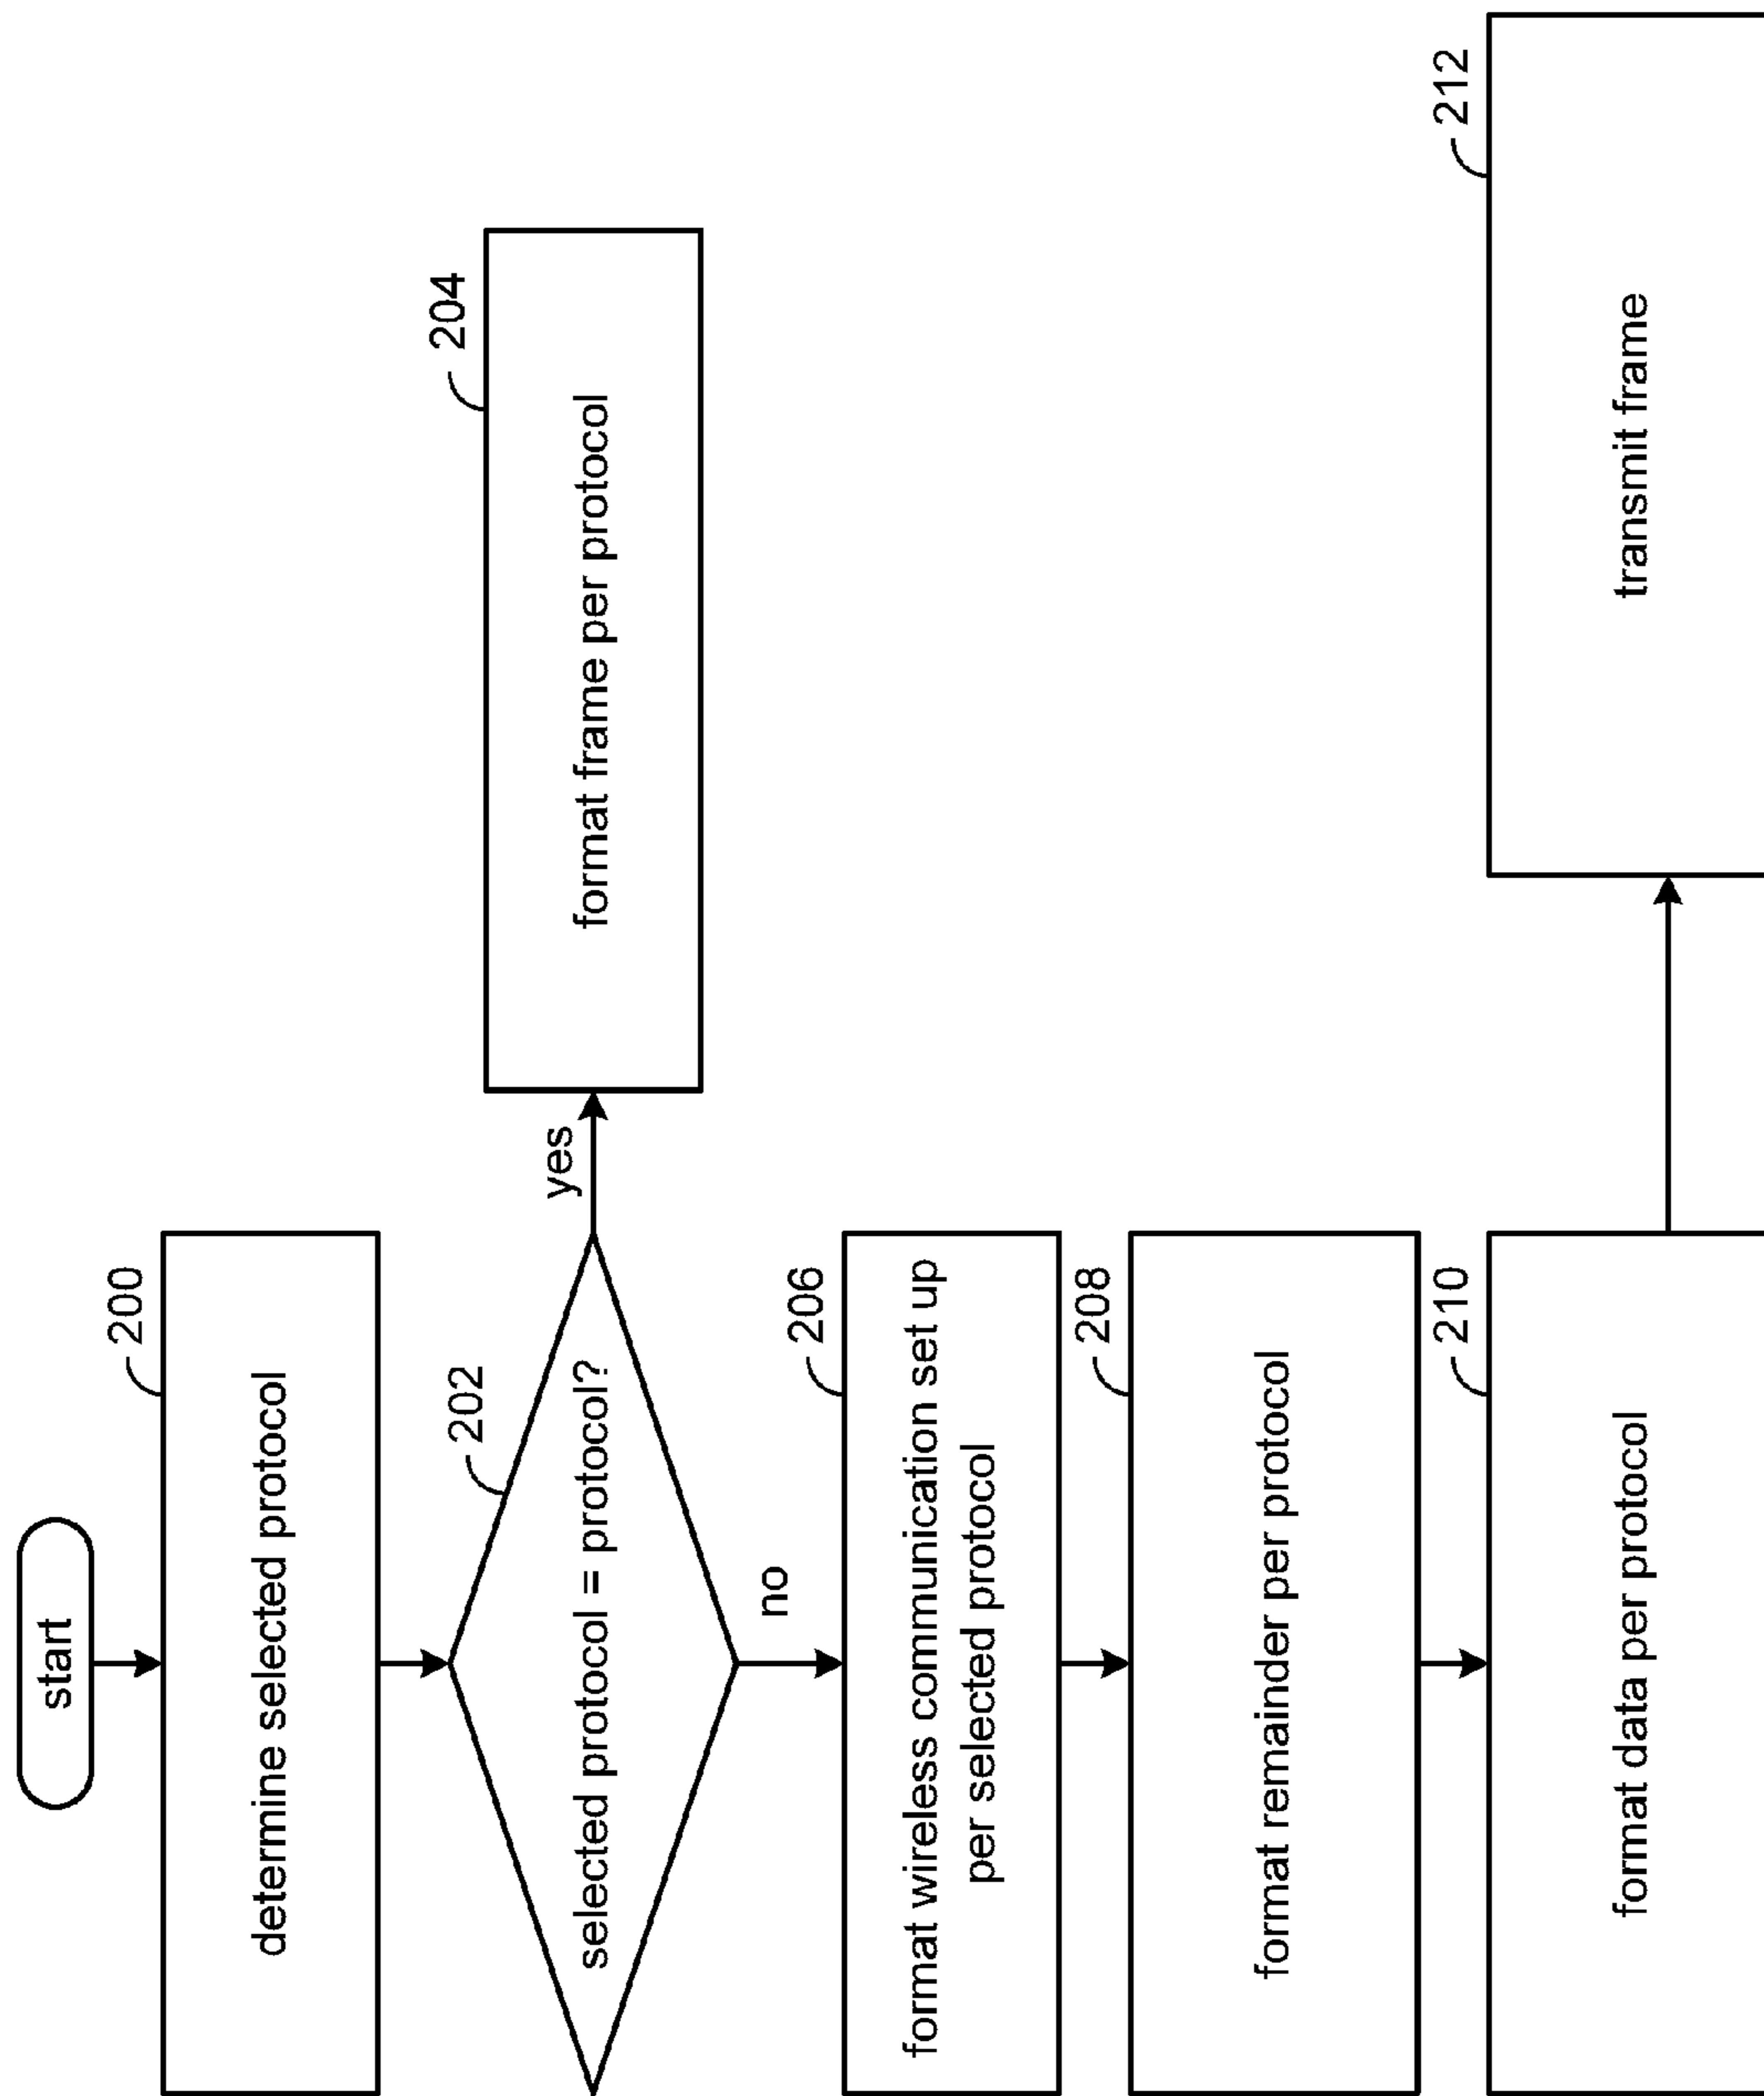 start
200
determine selected protocol
202
selected protocol = protocol?
yes
204
format frame per protocol
no
206
format wireless communication set up
per selected protocol
208
format remainder per protocol
210
format data per protocol
212
transmit frame